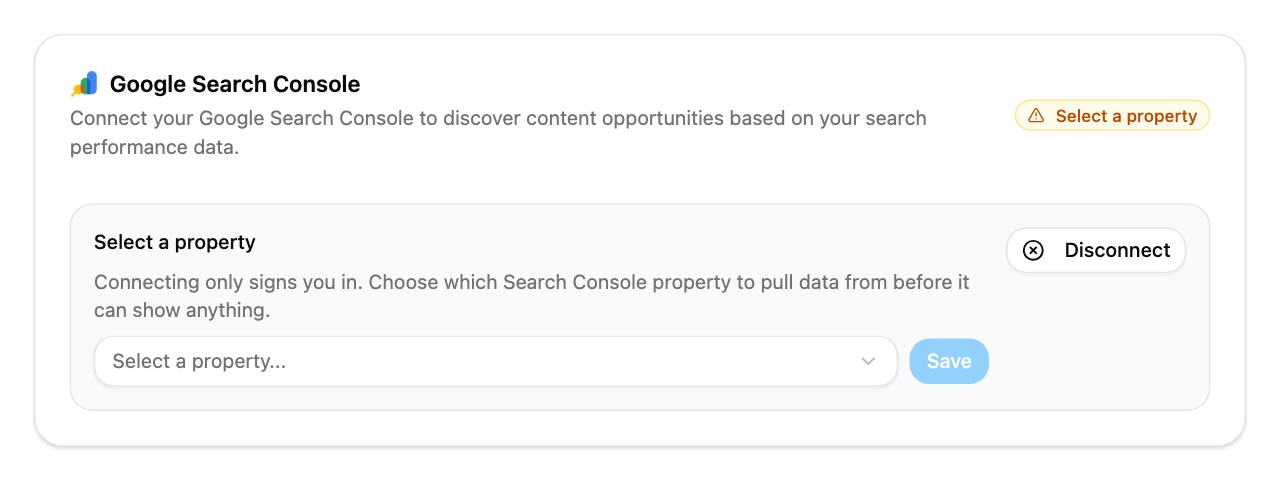 Google Search Console
Connect your Google Search Console to discover content opportunities based on your search
performance data.
Select a property
Select a property
Disconnect
Connecting only signs you in. Choose which Search Console property to pull data from before it
can show anything.
Select a property...
Save